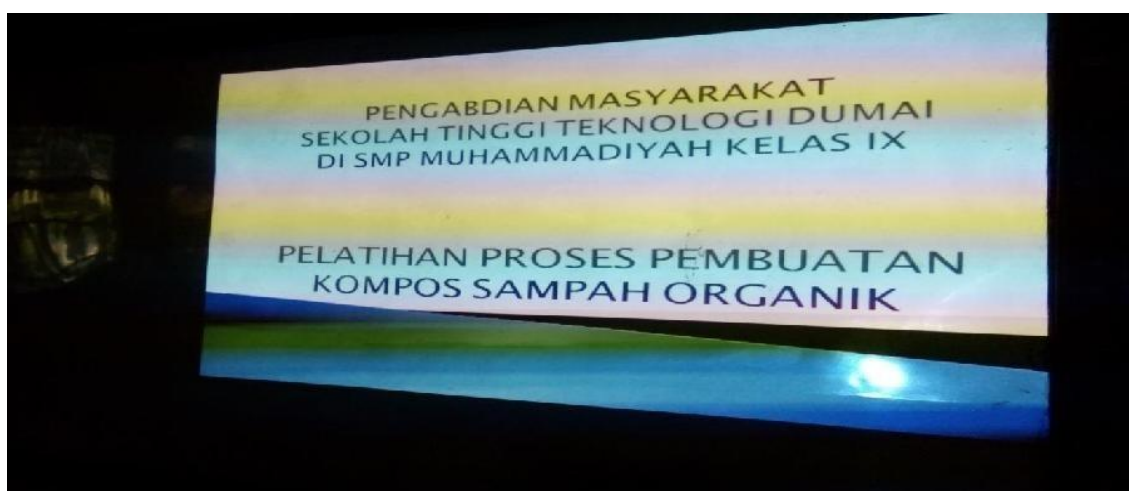 PENGABDIAN MASYARAKAT
SEKOLAH TINGGI TEKNOLOGI DUMAI
DI SMP MUHAMMADIYAH KELAS IX
PELATIHAN PROSES PEMBUATAN
KOMPOS SAMPAH ORGANIK